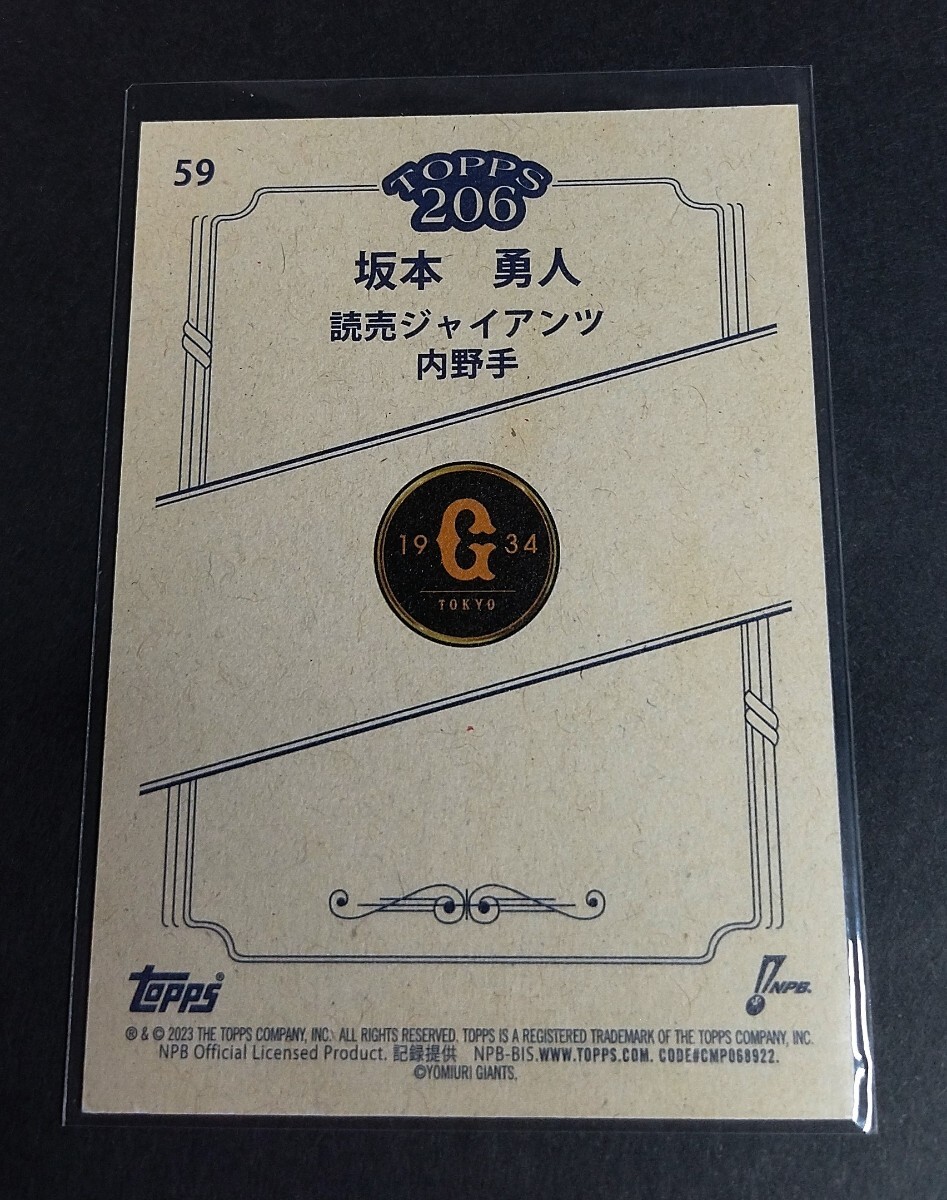 59
TOPPS
206
坂本 勇人
読売ジャイアンツ
内野手
19 G 34
TOKYO
topps®
NPB.
® & © 2023 THE TOPPS COMPANY, INC. ALL RIGHTS RESERVED. TOPPS IS A REGISTERED TRADEMARK OF THE TOPPS COMPANY, INC.
NPB Official Licensed Product. 記録提供 NPB-BIS.WWW.TOPPS.COM. CODE#CMP068922.
©YOMIURI GIANTS.